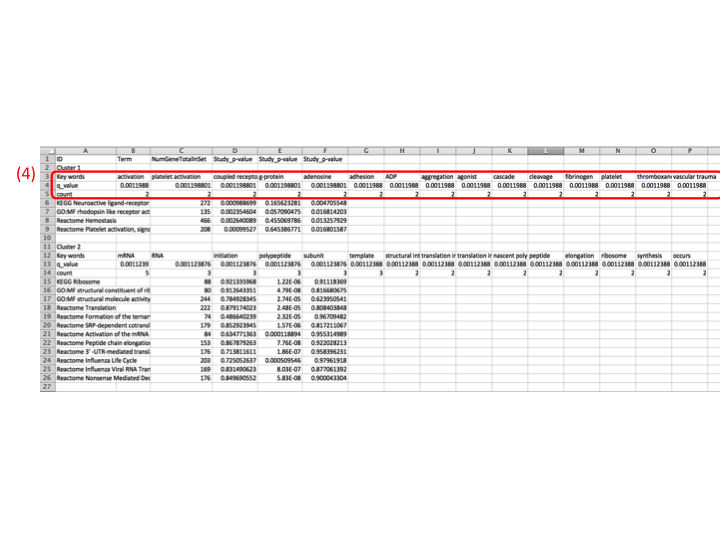 (4)
A B C D E F G H I J K L M N O P
1 ID Term NumGeneTotalInSet Study_p-value Study_p-value Study_p-value
2 Cluster 1
3 Key words activation platelet activation coupled recepto g-protein adenosine adhesion ADP aggregation agonist cascade cleavage fibrinogen platelet thromboxan vascular trauma
4 q_value 0.0011988 0.001198801 0.001198801 0.001198801 0.001198801 0.0011988 0.0011988 0.0011988 0.0011988 0.0011988 0.0011988 0.0011988 0.0011988 0.0011988 0.0011988
5 count 2 2 2 2 2 2 2 2 2 2 2 2 2 2 2
6 KEGG Neuroactive ligand-receptor 272 0.000988699 0.165623281 0.004705548
7 GO:MF rhodopsin like receptor act 135 0.002354604 0.057090475 0.016814203
8 Reactome Hemostasis 466 0.002640089 0.455069786 0.013257929
9 Reactome Platelet activation, signa 208 0.00099527 0.645386771 0.016801587
10
11 Cluster 2
12 Key words mRNA RNA initiation polypeptide subunit template structural int translation ir translation ir nascent poly peptide elongation ribosome synthesis occurs
13 q_value 0.0011239 0.001123876 0.001123876 0.001123876 0.001123876 0.00112388 0.00112388 0.00112388 0.00112388 0.00112388 0.00112388 0.00112388 0.00112388 0.00112388 0.00112388
14 count 5 3 3 3 3 3 2 2 2 2 2 2 2 2 2
15 KEGG Ribosome 88 0.921335968 1.22E-06 0.91118369
16 GO:MF structural constituent of rib 80 0.912643351 4.79E-08 0.816680675
17 GO:MF structural molecule activity 244 0.784928345 2.74E-05 0.623950541
18 Reactome Translation 222 0.879174023 2.48E-05 0.808403848
19 Reactome Formation of the ternar 74 0.486640239 2.32E-05 0.96709482
20 Reactome SRP-dependent cotransl 179 0.852923945 1.57E-06 0.817211067
21 Reactome Activation of the mRNA 84 0.634771363 0.000118894 0.955314989
22 Reactome Peptide chain elongatio 153 0.867879263 7.76E-08 0.922028213
23 Reactome 3' -UTR-mediated transl 176 0.713811611 1.86E-07 0.958396231
24 Reactome Influenza Life Cycle 203 0.725052637 0.000509546 0.97961918
25 Reactome Influenza Viral RNA Tran 169 0.831490623 8.03E-07 0.877061392
26 Reactome Nonsense Mediated Dec 176 0.849690552 5.83E-08 0.900043304
27